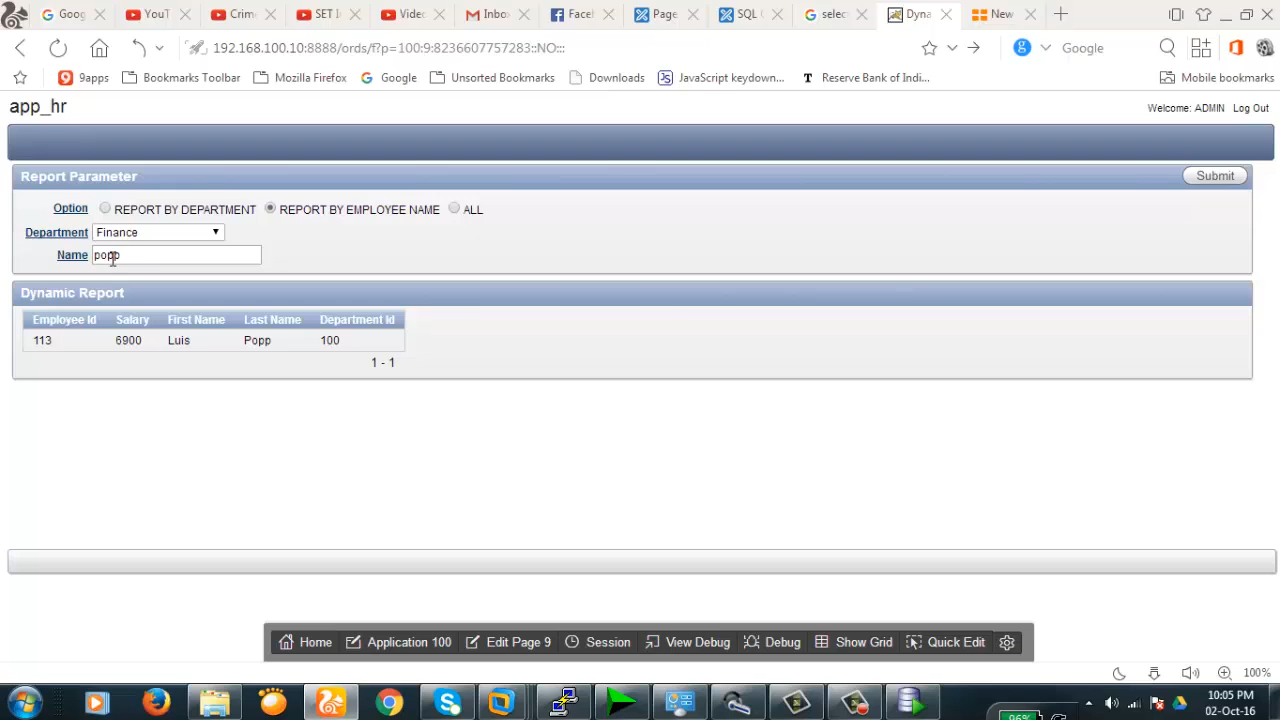 Goog
YouT
Crime
SET I
Video
Inbo
Face
Page
SQL
selec
Dyna
New
192.168.100.10:8888/ords/f?p=100:9:8236607757283::NO:::
g
Google
9apps
Bookmarks Toolbar
Mozilla Firefox
Google
Unsorted Bookmarks
Downloads
JavaScript keydown...
T Reserve Bank of Indi...
Mobile bookmarks
app_hr
Welcome: ADMIN Log Out
Report Parameter
Submit
Option REPORT BY DEPARTMENT REPORT BY EMPLOYEE NAME ALL
Department Finance
Name popp
Dynamic Report
Employee Id Salary First Name Last Name Department Id
113 6900 Luis Popp 100
1 - 1
Home Application 100 Edit Page 9 Session View Debug Debug Show Grid Quick Edit
100%
10:05 PM
02-Oct-16
96%